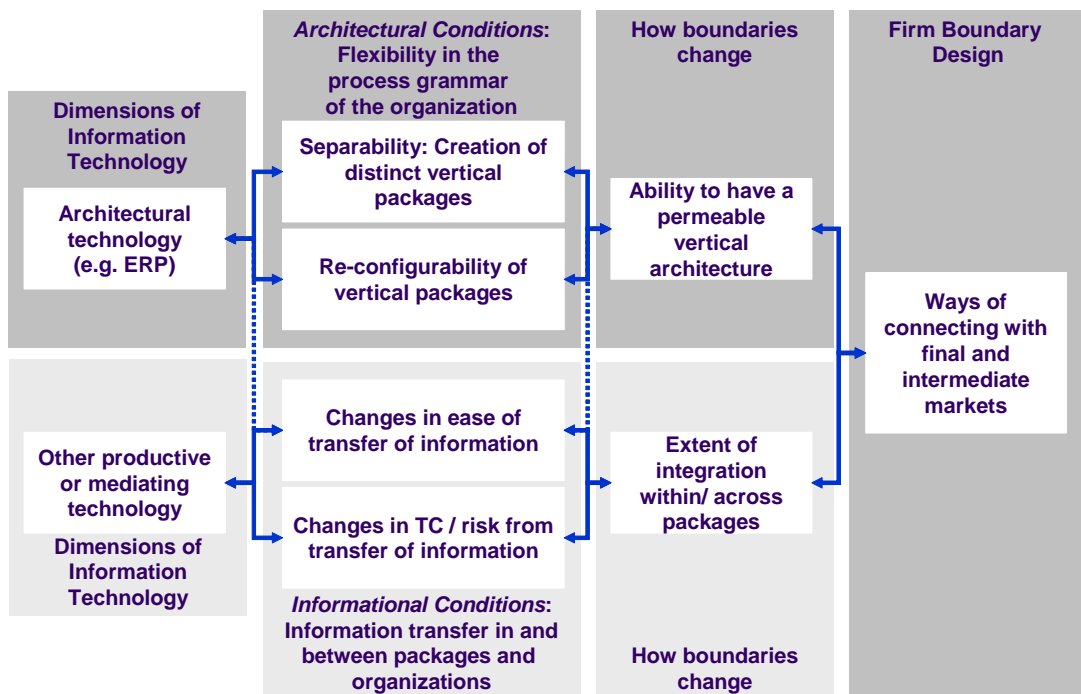 Architectural Conditions:
Flexibility in the
process grammar
of the organization
How boundaries
change
Firm Boundary
Design
Dimensions of
Information
Technology
Separability: Creation of
distinct vertical
packages
Architectural
technology
(e.g. ERP)
Ability to have a
permeable
vertical
architecture
Re-configurability of
vertical packages
Ways of
connecting with
final and
intermediate
markets
Changes in ease of
transfer of information
Other productive
or mediating
technology
Extent of
integration
within/ across
packages
Changes in TC / risk from
transfer of information
Dimensions of
Information
Technology
Informational Conditions:
Information transfer in and
between packages and
organizations
How boundaries
change